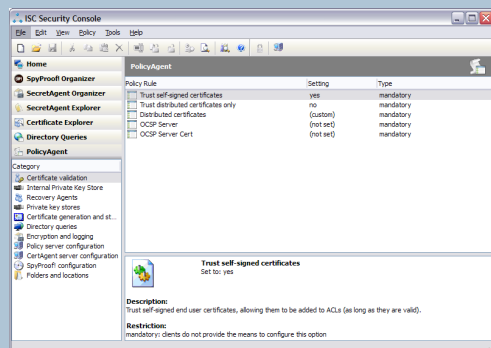 ISC Security Console
File Edit View Policy Tools Help
Home
SpyProof! Organizer
SecretAgent Organizer
SecretAgent Explorer
Certificate Explorer
Directory Queries
PolicyAgent
Category
Certificate validation
Internal Private Key Store
Recovery Agents
Private key stores
Certificate generation and st...
Directory queries
Encryption and logging
Policy server configuration
CertAgent server configuration
SpyProof! configuration
Folders and locations
PolicyAgent
Policy Rule Setting Type
Trust self-signed certificates yes mandatory
Trust distributed certificates only no mandatory
Distributed certificates (custom) mandatory
OCSP Server (not set) mandatory
OCSP Server Cert (not set) mandatory
Trust self-signed certificates
Set to: yes
Description:
Trust self-signed end user certificates, allowing them to be added to ACLs (as long as they are valid).
Restriction:
mandatory: clients do not provide the means to configure this option